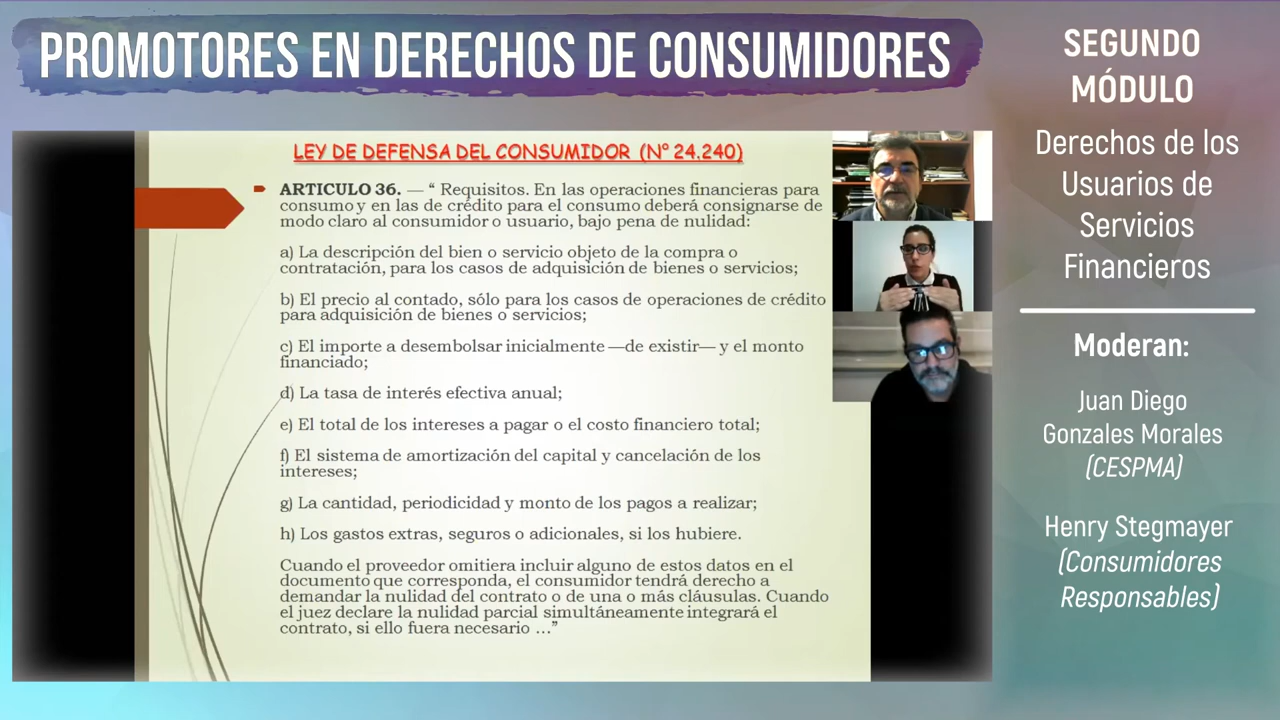 PROMOTORES EN DERECHOS DE CONSUMIDORES
LEY DE DEFENSA DEL CONSUMIDOR (N° 24.240)
ARTICULO 36. — “ Requisitos. En las operaciones financieras para
consumo y en las de crédito para el consumo deberá consignarse de
modo claro al consumidor o usuario, bajo pena de nulidad:
a) La descripción del bien o servicio objeto de la compra o
contratación, para los casos de adquisición de bienes o servicios;
b) El precio al contado, sólo para los casos de operaciones de crédito
para adquisición de bienes o servicios;
c) El importe a desembolsar inicialmente —de existir— y el monto
financiado;
d) La tasa de interés efectiva anual;
e) El total de los intereses a pagar o el costo financiero total;
f) El sistema de amortización del capital y cancelación de los
intereses;
g) La cantidad, periodicidad y monto de los pagos a realizar;
h) Los gastos extras, seguros o adicionales, si los hubiere.
Cuando el proveedor omitiera incluir alguno de estos datos en el
documento que corresponda, el consumidor tendrá derecho a
demandar la nulidad del contrato o de una o más cláusulas. Cuando
el juez declare la nulidad parcial simultáneamente integrará el
contrato, si ello fuera necesario ...”
SEGUNDO
MÓDULO
Derechos de los
Usuarios de
Servicios
Financieros
Moderan:
Juan Diego
Gonzales Morales
(CESPMA)
Henry Stegmayer
(Consumidores
Responsables)